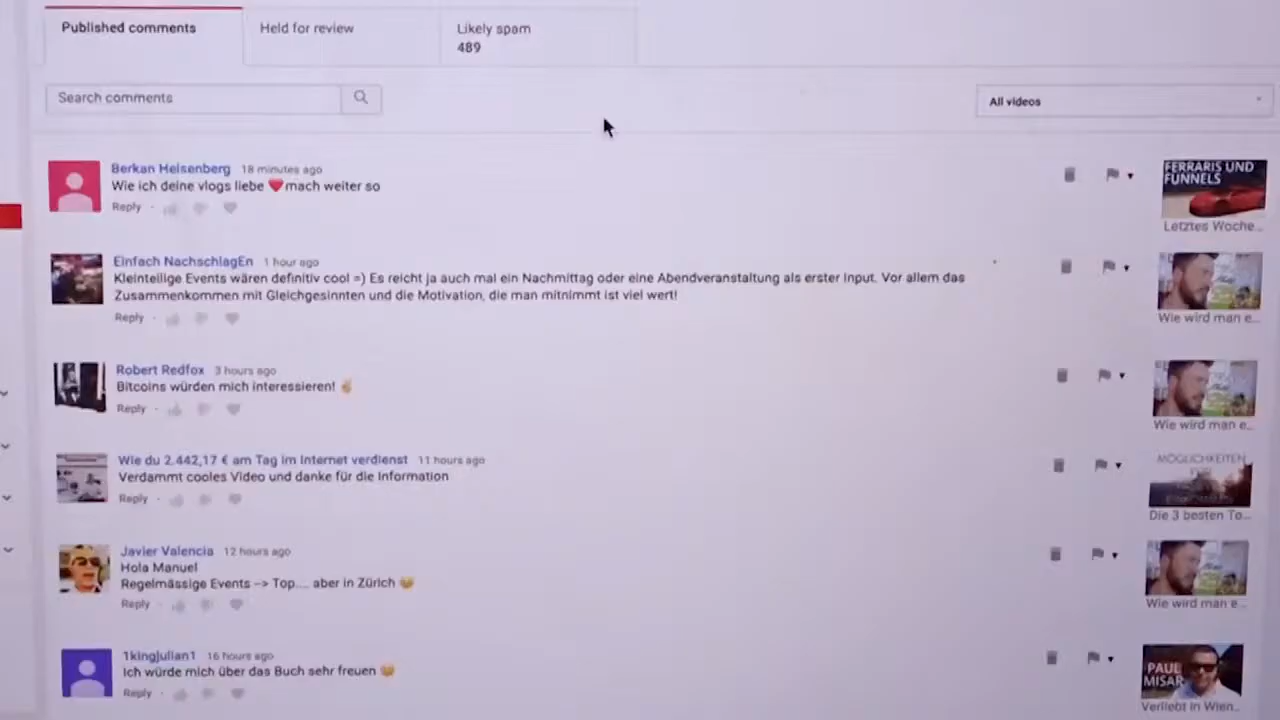 Published comments
Held for review
Likely spam
489
Search comments
All videos
Berkan Heisenberg 18 minutes ago
Wie ich deine vlogs liebe ❤️mach weiter so
Reply
FERRARIS UND
FUNNELS
Letztes Woche...
Einfach NachschlagEn 1 hour ago
Kleinteilige Events wären definitiv cool =) Es reicht ja auch mal ein Nachmittag oder eine Abendveranstaltung als erster Input. Vor allem das
Zusammenkommen mit Gleichgesinnten und die Motivation, die man mitnimmt ist viel wert!
Reply
Wie wird man e...
Robert Redfox 3 hours ago
Bitcoins würden mich interessieren! ✌️
Reply
Wie wird man e...
Wie du 2.442,17 € am Tag im Internet verdienst 11 hours ago
Verdammt cooles Video und danke für die Information
Reply
MÖGLICHKEITEN
Die 3 besten To...
Javier Valencia 12 hours ago
Hola Manuel
Regelmässige Events --> Top.... aber in Zürich
Reply
Wie wird man e...
1kingjulian1 16 hours ago
Ich würde mich über das Buch sehr freuen
Reply
PAUL
MISAR
Verliebt in Wien...